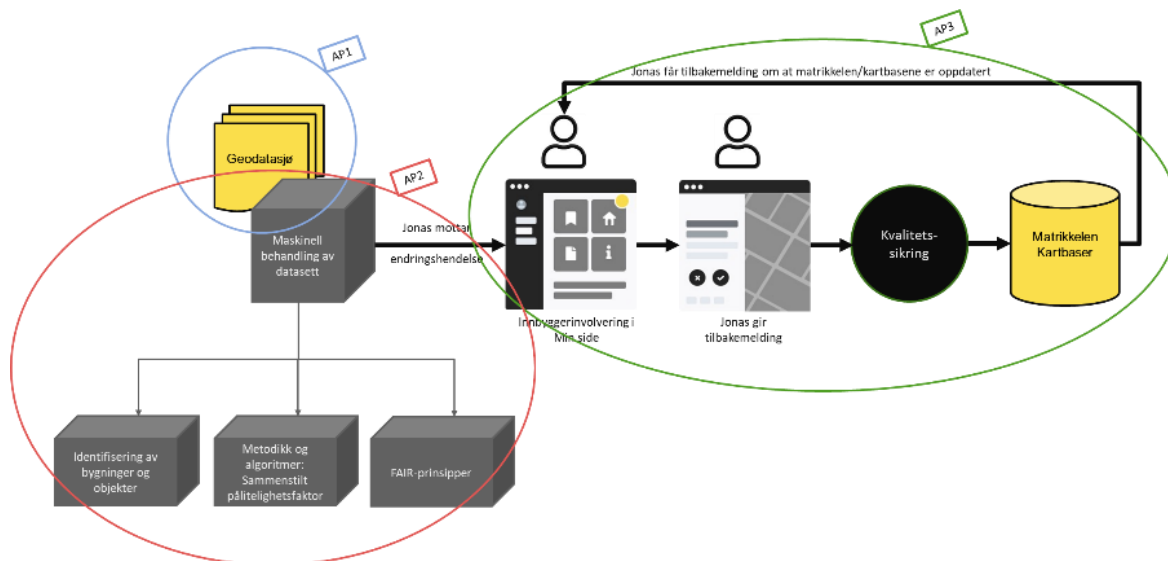 AP1
AP3
Jonas får tilbakemelding om at matrikkelen/kartbasene er oppdatert
Geodatasjø
AP2
Maskinell
behandling av
datasett
Jonas mottar
endringshendelse
Kvalitets-
sikring
Matrikkelen
Kartbaser
Innbyggerinvolvering i
Min side
Jonas gir
tilbakemelding
Identifisering av
bygninger og
objekter
Metodikk og
algoritmer:
Sammenstilt
pålitelighetsfaktor
FAIR-prinsipper